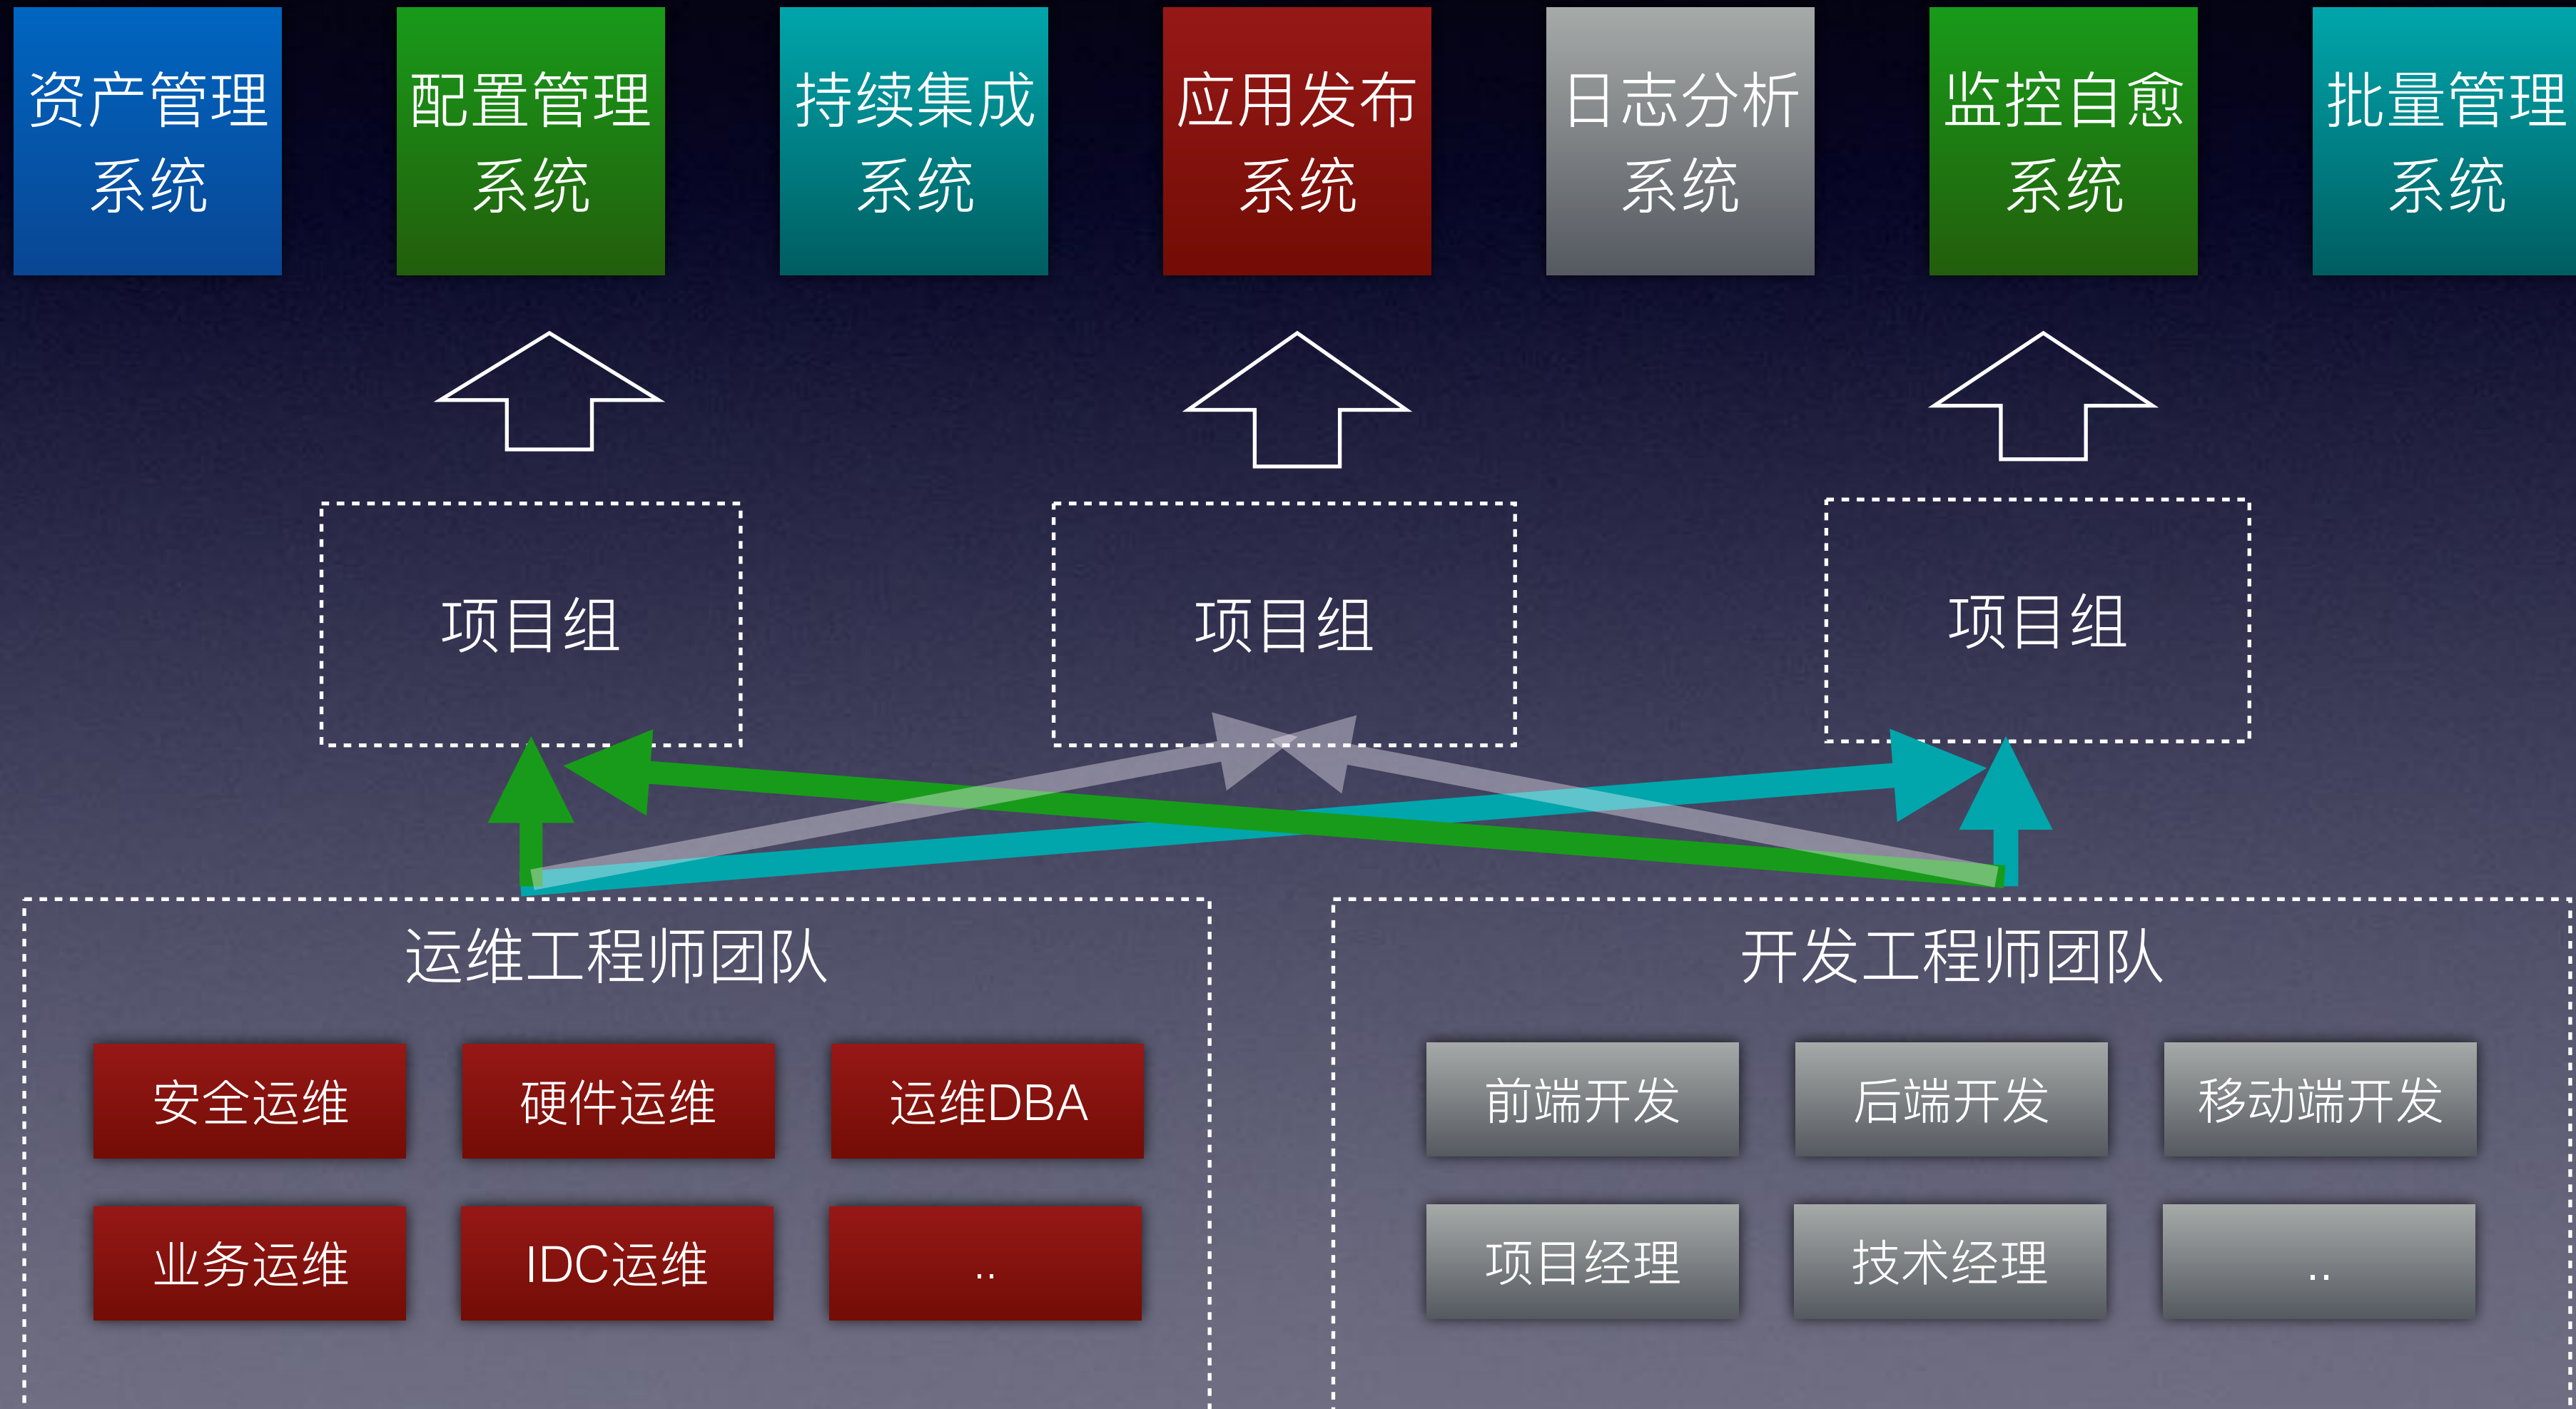 资产管理
系统
配置管理
系统
持续集成
系统
应用发布
系统
日志分析
系统
监控自愈
系统
批量管理
系统
项目组
项目组
项目组
运维工程师团队
安全运维
硬件运维
运维DBA
业务运维
IDC运维
..
开发工程师团队
前端开发
后端开发
移动端开发
项目经理
技术经理
..